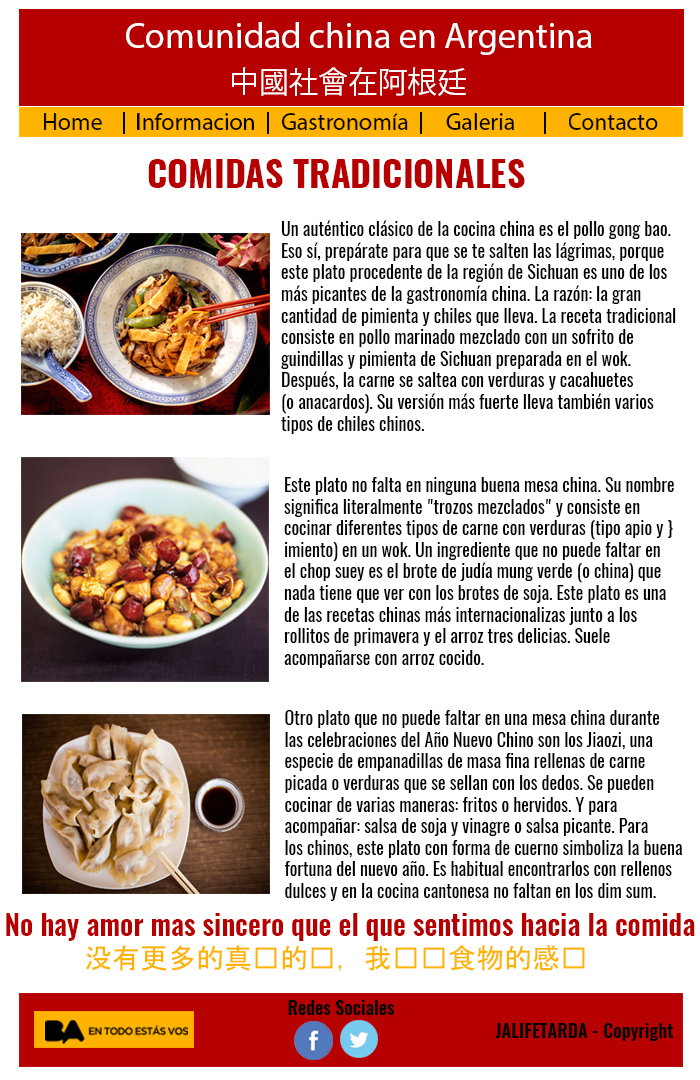 Comunidad china en Argentina
中國社會在阿根廷
Home | Informacion | Gastronomía | Galeria | Contacto
COMIDAS TRADICIONALES
Un auténtico clásico de la cocina china es el pollo gong bao.
Eso sí, prepárate para que se te salten las lágrimas, porque
este plato procedente de la región de Sichuan es uno de los
más picantes de la gastronomía china. La razón: la gran
cantidad de pimienta y chiles que lleva. La receta tradicional
consiste en pollo marinado mezclado con un sofrito de
guindillas y pimienta de Sichuan preparada en el wok.
Después, la carne se saltea con verduras y cacahuetes
(o anacardos). Su versión más fuerte lleva también varios
tipos de chiles chinos.
Este plato no falta en ninguna buena mesa china. Su nombre
significa literalmente "trozos mezclados" y consiste en
cocinar diferentes tipos de carne con verduras (tipo apio y }
imiento) en un wok. Un ingrediente que no puede faltar en
el chop suey es el brote de judía mung verde (o china) que
nada tiene que ver con los brotes de soja. Este plato es una
de las recetas chinas más internacionalizas junto a los
rollitos de primavera y el arroz tres delicias. Suele
acompañarse con arroz cocido.
Otro plato que no puede faltar en una mesa china durante
las celebraciones del Año Nuevo Chino son los Jiaozi, una
especie de empanadillas de masa fina rellenas de carne
picada o verduras que se sellan con los dedos. Se pueden
cocinar de varias maneras: fritos o hervidos. Y para
acompañar: salsa de soja y vinagre o salsa picante. Para
los chinos, este plato con forma de cuerno simboliza la buena
fortuna del nuevo año. Es habitual encontrarlos con rellenos
dulces y en la cocina cantonesa no faltan en los dim sum.
No hay amor mas sincero que el que sentimos hacia la comida
没有更多的真□的□，我□□食物的感□
Redes Sociales
BA EN TODO ESTÁS VOS
JALIFETARDA - Copyright